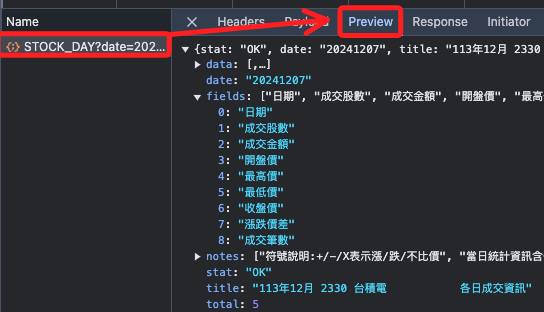 Name
Headers Payload Preview Response Initiator
STOCK_DAY?date=202...
{stat: "OK", date: "20241207", title: "113年12月 2330
data: [,…]
date: "20241207"
fields: ["日期", "成交股數", "成交金額", "開盤價", "最高
0: "日期"
1: "成交股數"
2: "成交金額"
3: "開盤價"
4: "最高價"
5: "最低價"
6: "收盤價"
7: "漲跌價差"
8: "成交筆數"
notes: ["符號說明:+/-/X表示漲/跌/不比價", "當日統計資訊含
stat: "OK"
title: "113年12月 2330 台積電 各日成交資訊"
total: 5